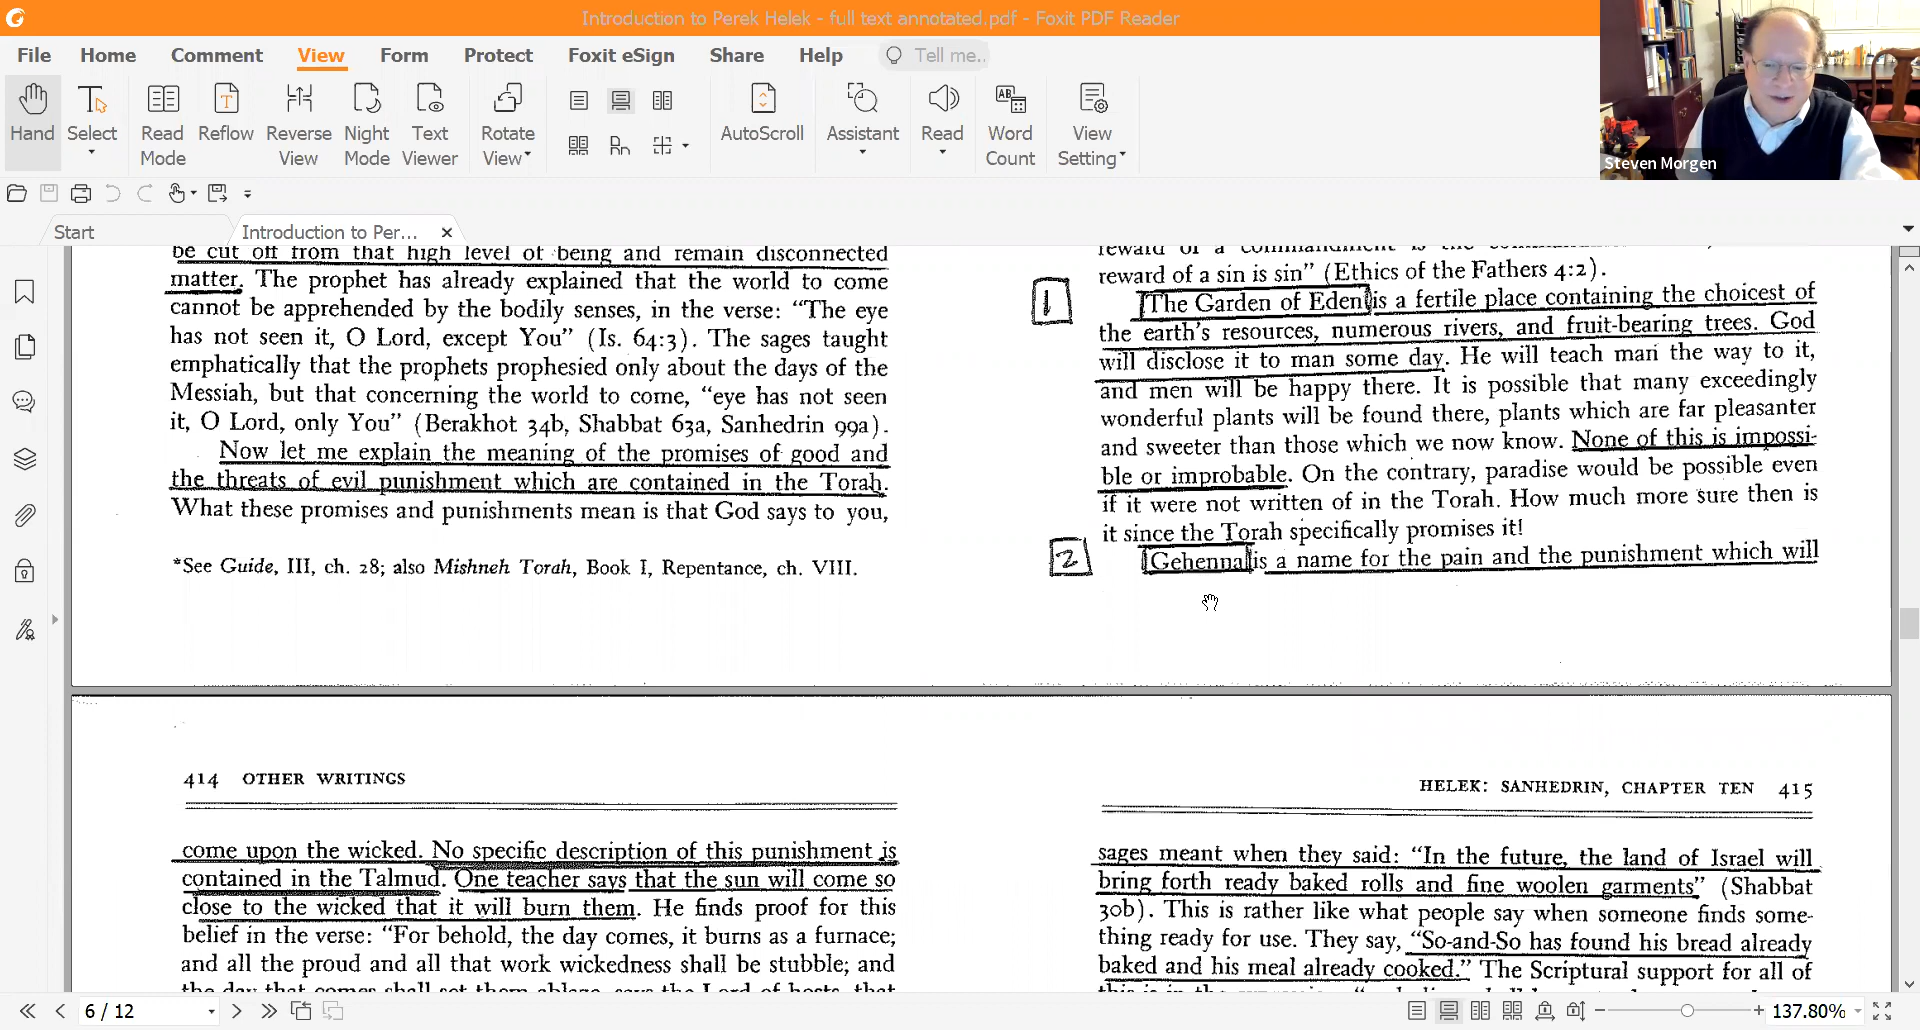 Introduction to Perek Helek - full text annotated.pdf - Foxit PDF Reader
File Home Comment View Form Protect Foxit eSign Share Help Tell me..
Hand Select Read Mode Reflow Reverse View Night Mode Text Viewer Rotate View AutoScroll Assistant Read Word Count View Setting
Steven Morgen
Start Introduction to Per...
be cut off from that high level of being and remain disconnected
matter. The prophet has already explained that the world to come
cannot be apprehended by the bodily senses, in the verse: “The eye
has not seen it, O Lord, except You” (Is. 64:3). The sages taught
emphatically that the prophets prophesied only about the days of the
Messiah, but that concerning the world to come, “eye has not seen
it, O Lord, only You” (Berakhot 34b, Shabbat 63a, Sanhedrin 99a).
Now let me explain the meaning of the promises of good and
the threats of evil punishment which are contained in the Torah.
What these promises and punishments mean is that God says to you,
*See Guide, III, ch. 28; also Mishneh Torah, Book I, Repentance, ch. VIII.
reward of a commandment is the
reward of a sin is sin” (Ethics of the Fathers 4:2).
1 The Garden of Eden is a fertile place containing the choicest of
the earth’s resources, numerous rivers, and fruit-bearing trees. God
will disclose it to man some day. He will teach man the way to it,
and men will be happy there. It is possible that many exceedingly
wonderful plants will be found there, plants which are far pleasanter
and sweeter than those which we now know. None of this is impossi-
ble or improbable. On the contrary, paradise would be possible even
if it were not written of in the Torah. How much more sure then is
it since the Torah specifically promises it!
2 Gehenna is a name for the pain and the punishment which will
414 OTHER WRITINGS
come upon the wicked. No specific description of this punishment is
contained in the Talmud. One teacher says that the sun will come so
close to the wicked that it will burn them. He finds proof for this
belief in the verse: “For behold, the day comes, it burns as a furnace;
and all the proud and all that work wickedness shall be stubble; and
the day that comes shall set them ablaze, says the Lord of hosts, that
HELEK: SANHEDRIN, CHAPTER TEN 415
sages meant when they said: “In the future, the land of Israel will
bring forth ready baked rolls and fine woolen garments” (Shabbat
30b). This is rather like what people say when someone finds some-
thing ready for use. They say, “So-and-So has found his bread already
baked and his meal already cooked.” The Scriptural support for all of
this is in the
6 / 12
137.80%